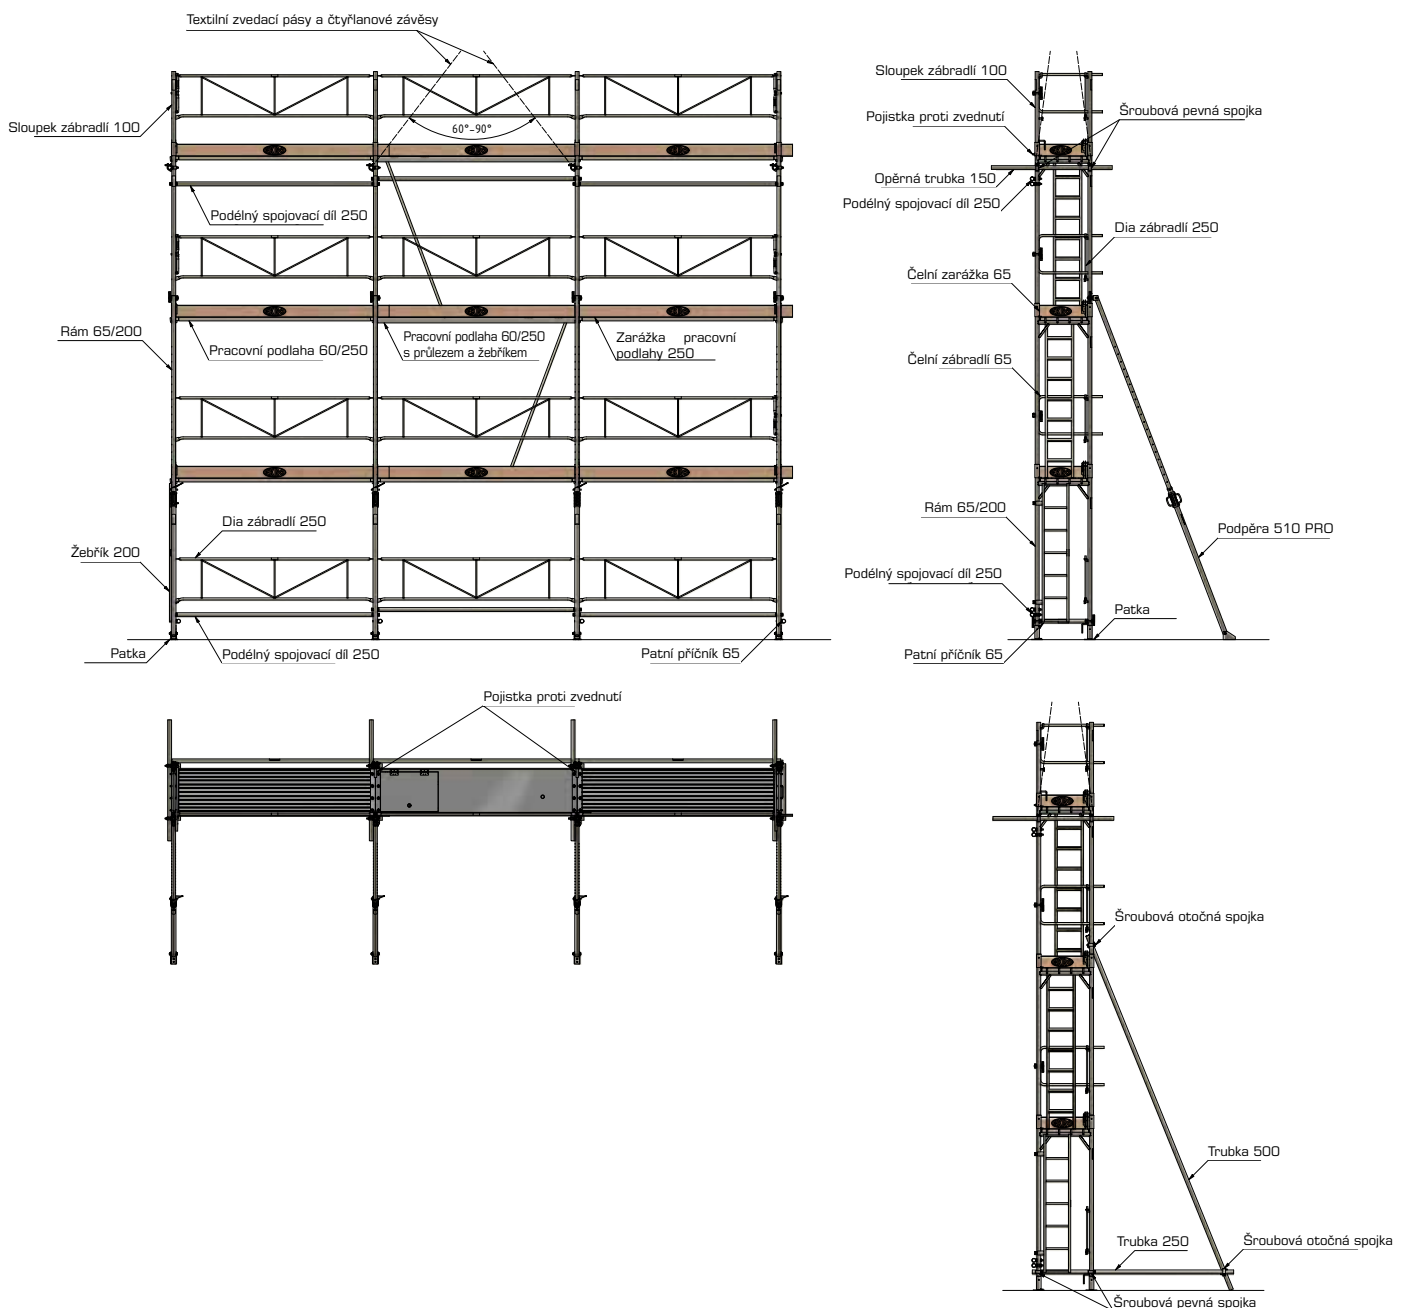 Textilní zvedací pásy a čtyřlanové závěsy
Sloupek zábradlí 100
60°-90°
Podélný spojovací díl 250
Rám 65/200
Pracovní podlaha 60/250
Pracovní podlaha 60/250
s průlezem a žebříkem
Zarážka pracovní
podlahy 250
Dia zábradlí 250
Žebřík 200
Patka
Podélný spojovací díl 250
Patní příčník 65
Sloupek zábradlí 100
Pojistka proti zvednutí
Šroubová pevná spojka
Opěrná trubka 150
Podélný spojovací díl 250
Dia zábradlí 250
Čelní zarážka 65
Čelní zábradlí 65
Rám 65/200
Podpěra 510 PRO
Podélný spojovací díl 250
Patka
Patní příčník 65
Pojistka proti zvednutí
Šroubová otočná spojka
Trubka 500
Trubka 250
Šroubová otočná spojka
Šroubová pevná spojka